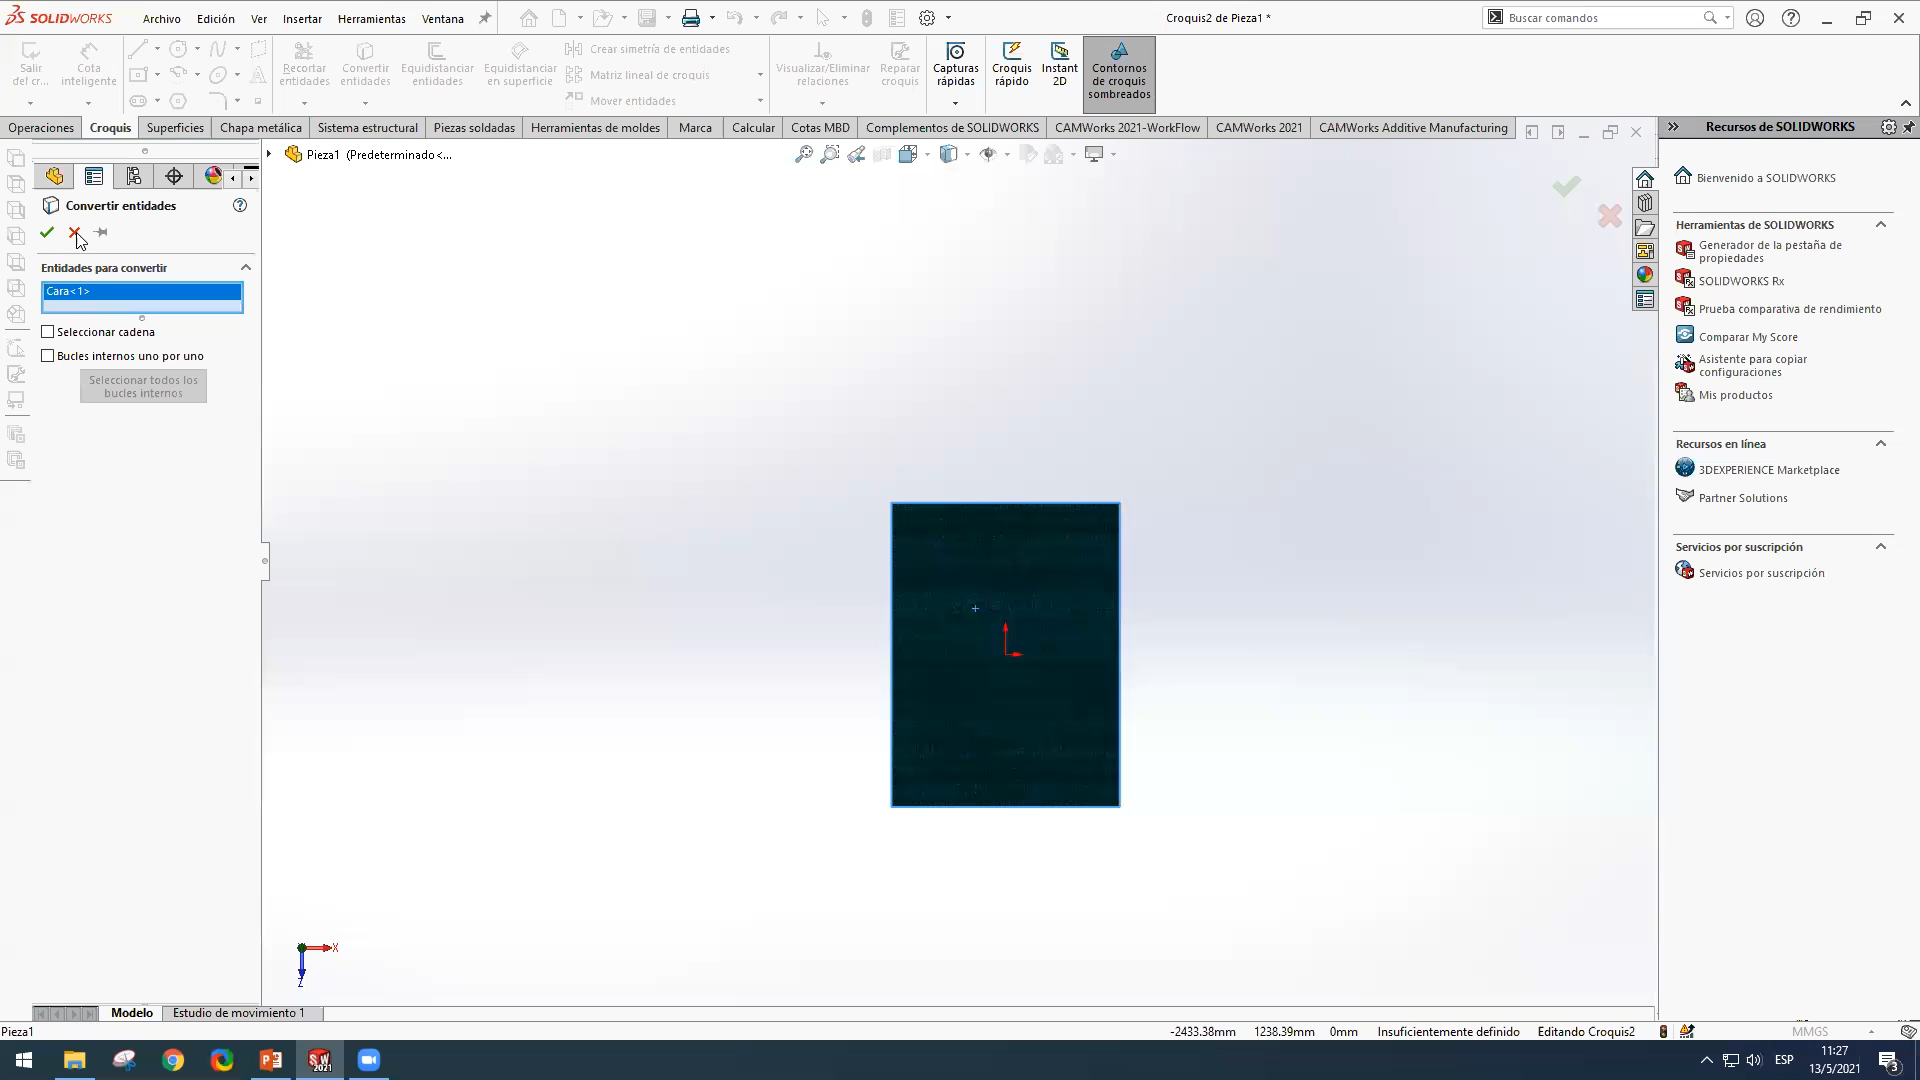 SOLIDWORKS
Archivo
Edición
Ver
Insertar
Herramientas
Ventana
Croquis2 de Pieza1 *
Buscar comandos
Salir
del cr...
Cota
inteligente
Recortar
entidades
Convertir
entidades
Equidistanciar
entidades
Equidistanciar
en superficie
Crear simetría de entidades
Matriz lineal de croquis
Mover entidades
Visualizar/Eliminar
relaciones
Reparar
croquis
Capturas
rápidas
Croquis
rápido
Instant
2D
Contornos
de croquis
sombreados
Operaciones
Croquis
Superficies
Chapa metálica
Sistema estructural
Piezas soldadas
Herramientas de moldes
Marca
Calcular
Cotas MBD
Complementos de SOLIDWORKS
CAMWorks 2021-WorkFlow
CAMWorks 2021
CAMWorks Additive Manufacturing
Recursos de SOLIDWORKS
Pieza1 (Predeterminado<...
Convertir entidades
Entidades para convertir
Cara<1>
Seleccionar cadena
Bucles internos uno por uno
Seleccionar todos los
bucles internos
Bienvenido a SOLIDWORKS
Herramientas de SOLIDWORKS
Generador de la pestaña de
propiedades
SOLIDWORKS Rx
Prueba comparativa de rendimiento
Comparar My Score
Asistente para copiar
configuraciones
Mis productos
Recursos en línea
3DEXPERIENCE Marketplace
Partner Solutions
Servicios por suscripción
Servicios por suscripción
X
Z
Modelo
Estudio de movimiento 1
Pieza1
-2433.38mm
1238.39mm
0mm
Insuficientemente definido
Editando Croquis2
MMGS
SW
2021
ESP
11:27
13/5/2021
3